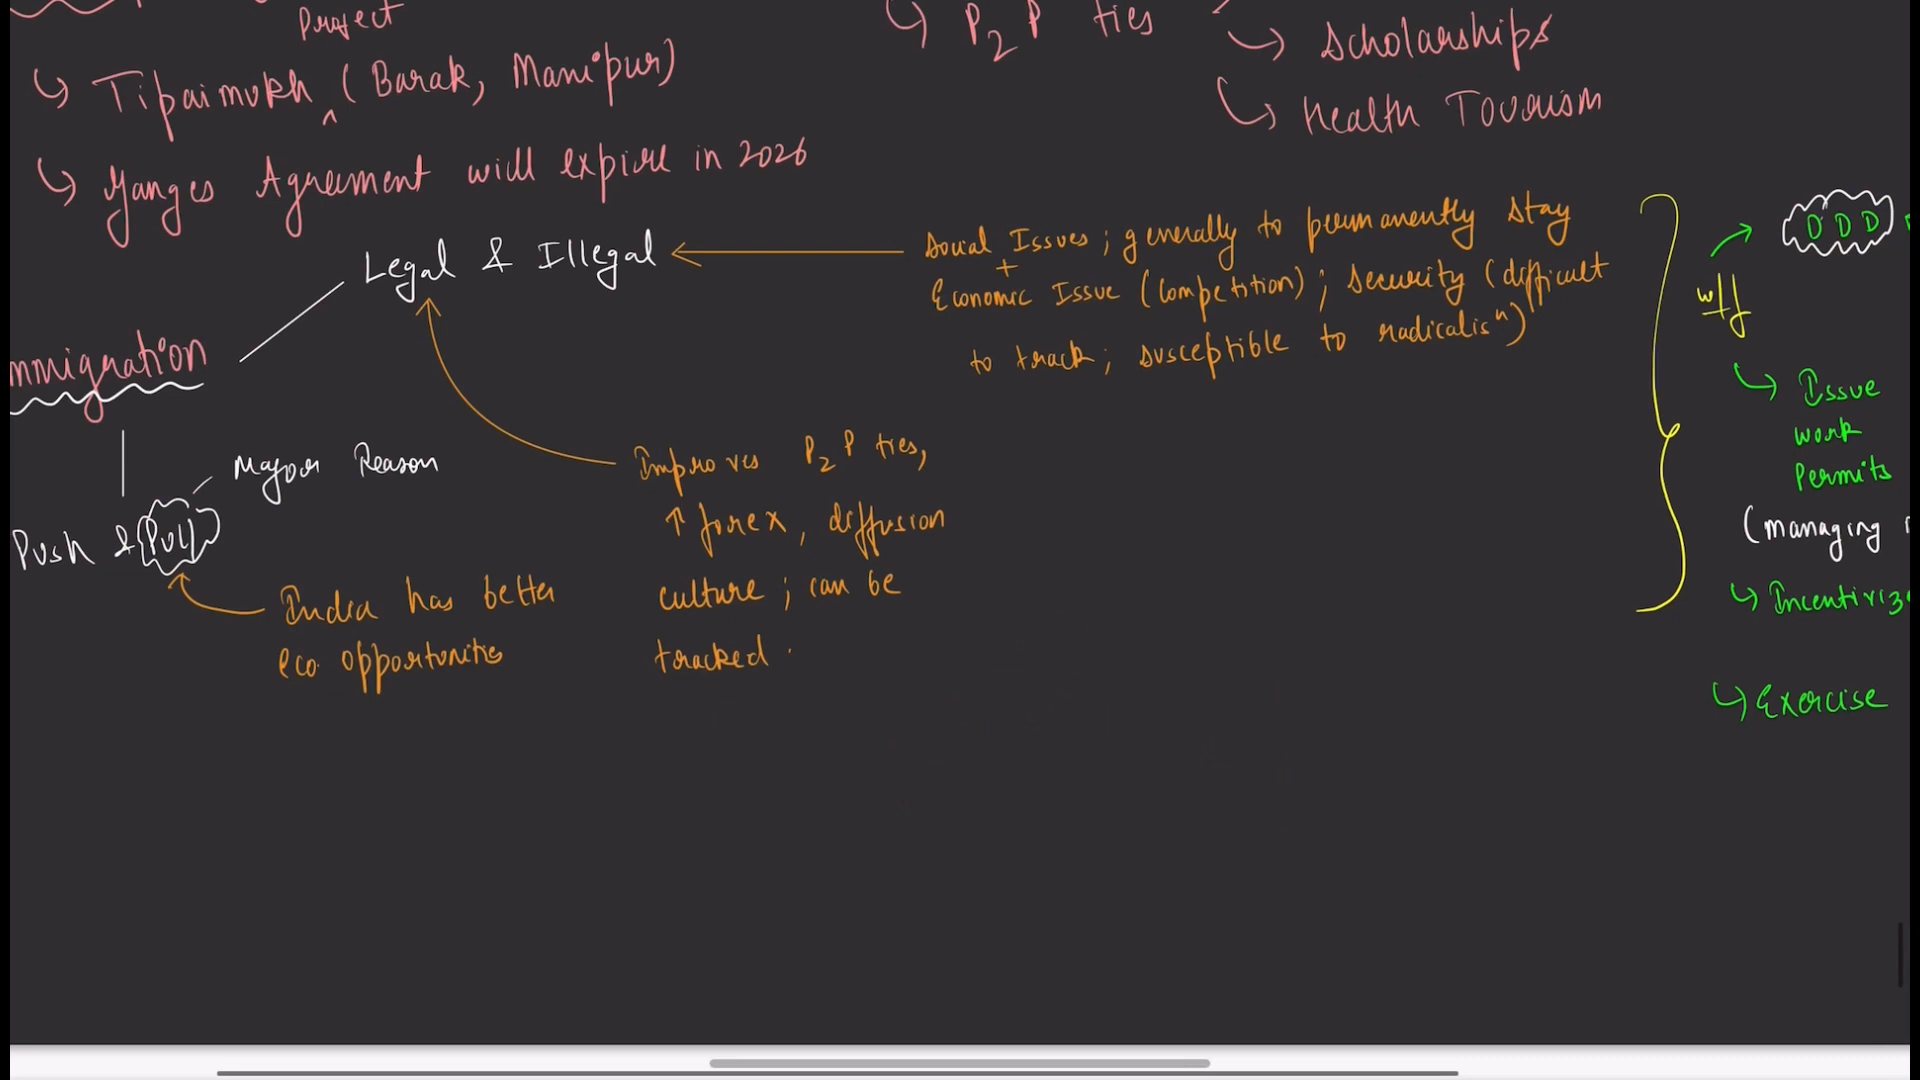 Project
↳ Tipaimukh ^ (Barak, Manipur)
↳ Ganges Agreement will expire in 2026
↳ P2P ties
↳ Scholarships
↳ Health Tourism
Legal & Illegal
Social Issues ; generally to permanently stay
+
Economic Issue (Competition) ; security (difficult
to track ; susceptible to radicalisⁿ)
mmigration
Push & Pull
Major Reason
India has better
eco. opportunities
Improves P2P ties,
↑ forex, diffusion
culture ; can be
tracked .
DDD
↳ Issue
work
Permits
(managing
↳ Incentivize
↳ Exercise